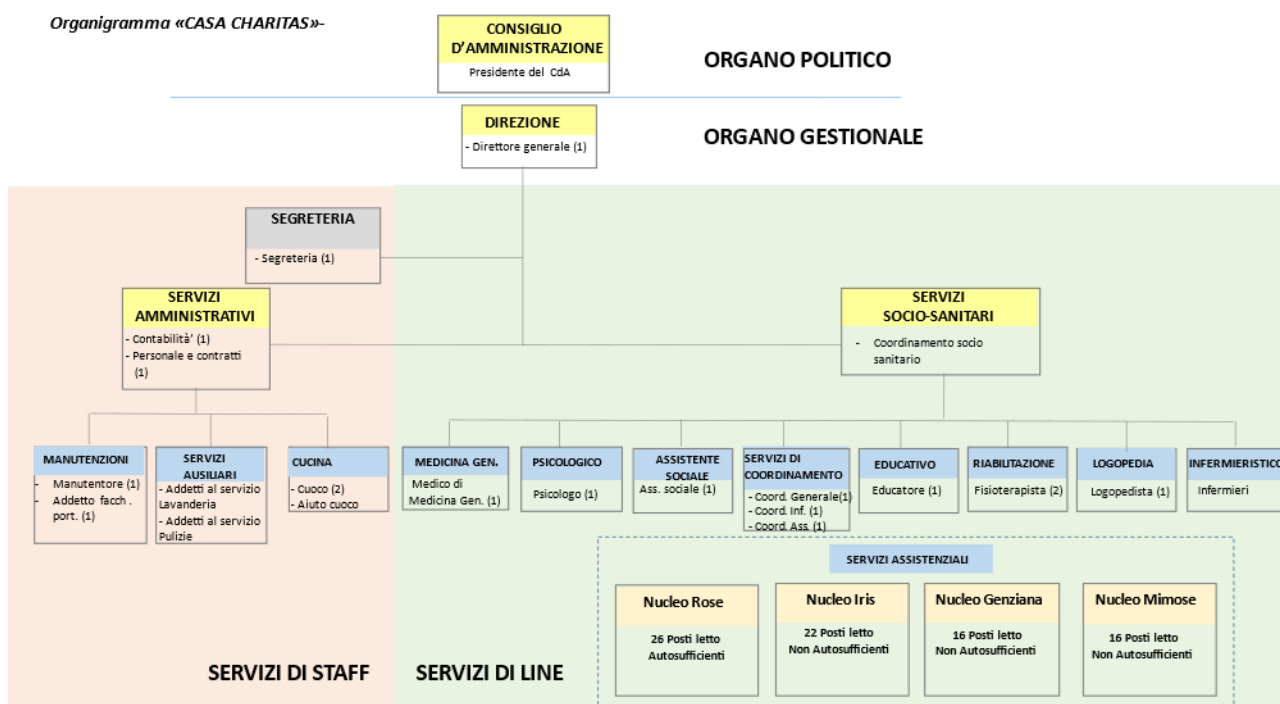 Organigramma «CASA CHARITAS»-
CONSIGLIO
D'AMMINISTRAZIONE
Presidente del CdA
ORGANO POLITICO
DIREZIONE
- Direttore generale (1)
ORGANO GESTIONALE
SEGRETERIA
- Segreteria (1)
SERVIZI
AMMINISTRATIVI
- Contabilità' (1)
- Personale e contratti
(1)
SERVIZI
SOCIO-SANITARI
- Coordinamento socio
sanitario
MANUTENZIONI
- Manutentore (1)
- Addetto facch.
port. (1)
SERVIZI
AUSILIARI
- Addetti al servizio
Lavanderia
- Addetti al servizio
Pulizie
CUCINA
- Cuoco (2)
- Aiuto cuoco
MEDICINA GEN.
Medico di
Medicina Gen. (1)
PSICOLOGICO
Psicologo (1)
ASSISTENTE
SOCIALE
Ass. sociale (1)
SERVIZI DI
COORDINAMENTO
- Coord. Generale(1)
- Coord. Inf. (1)
- Coord. Ass. (1)
EDUCATIVO
Educatore (1)
RIABILITAZIONE
Fisioterapista (2)
LOGOPEDIA
Logopedista (1)
INFERMIERISTICO
Infermieri
SERVIZI ASSISTENZIALI
Nucleo Rose
26 Posti letto
Autosufficienti
Nucleo Iris
22 Posti letto
Non Autosufficienti
Nucleo Genziana
16 Posti letto
Non Autosufficienti
Nucleo Mimose
16 Posti letto
Non Autosufficienti
SERVIZI DI STAFF
SERVIZI DI LINE